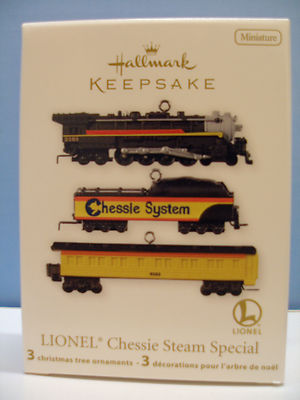 Hallmark
KEEPSAKE
Miniature
2101
Chessie System
LIONEL
LIONEL® Chessie Steam Special
3 christmas tree ornaments - 3 décorations pour l'arbre de noël